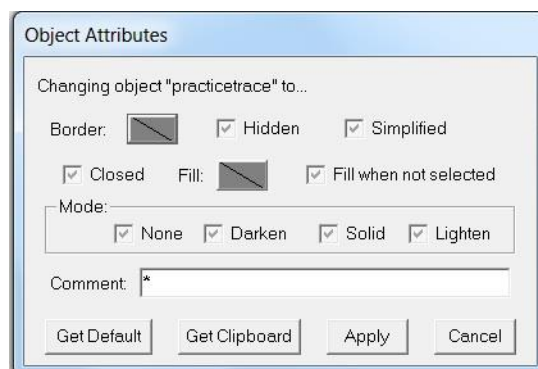 Object Attributes
Changing object "practicetrace" to...
Border: Hidden Simplified
Closed Fill: Fill when not selected
Mode:
None Darken Solid Lighten
Comment: *
Get Default Get Clipboard Apply Cancel